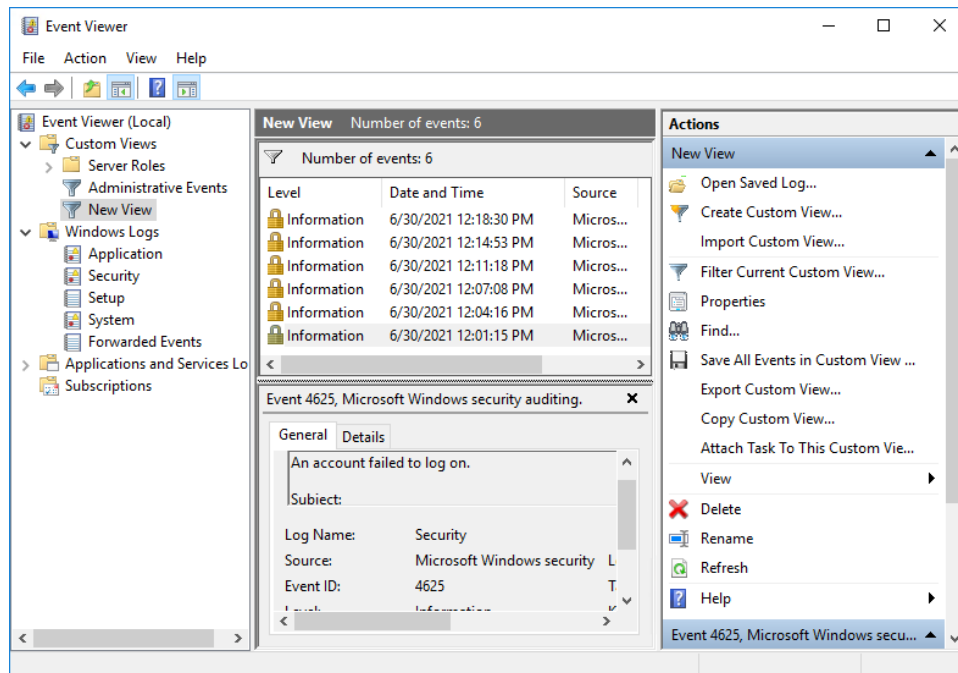 Event Viewer
File Action View Help
Event Viewer (Local)
Custom Views
Server Roles
Administrative Events
New View
Windows Logs
Application
Security
Setup
System
Forwarded Events
Applications and Services Lo
Subscriptions
New View Number of events: 6
Number of events: 6
Level Date and Time Source
Information 6/30/2021 12:18:30 PM Micros...
Information 6/30/2021 12:14:53 PM Micros...
Information 6/30/2021 12:11:18 PM Micros...
Information 6/30/2021 12:07:08 PM Micros...
Information 6/30/2021 12:04:16 PM Micros...
Information 6/30/2021 12:01:15 PM Micros...
Event 4625, Microsoft Windows security auditing.
General Details
An account failed to log on.
Subject:
Log Name: Security
Source: Microsoft Windows security L
Event ID: 4625 T
Level: Information K
Actions
New View
Open Saved Log...
Create Custom View...
Import Custom View...
Filter Current Custom View...
Properties
Find...
Save All Events in Custom View ...
Export Custom View...
Copy Custom View...
Attach Task To This Custom Vie...
View
Delete
Rename
Refresh
Help
Event 4625, Microsoft Windows secu...